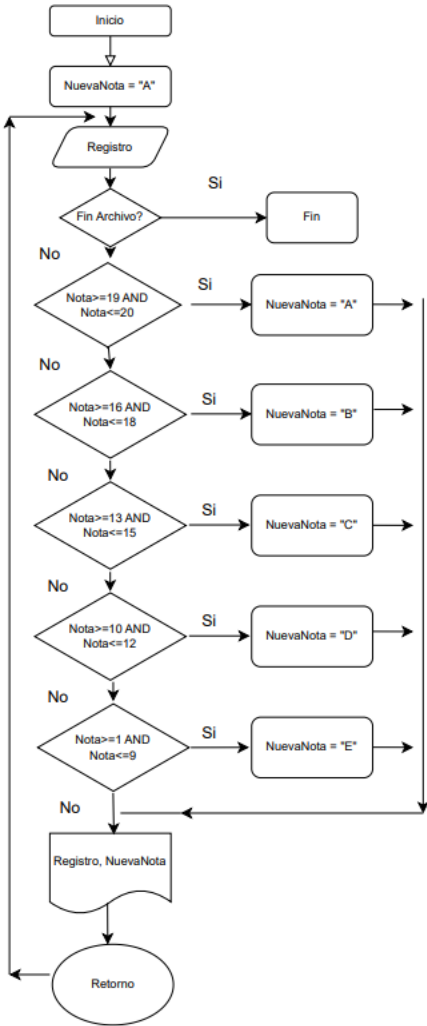 Inicio
NuevaNota = "A"
Registro
Si
Fin Archivo?
Fin
No
Nota>=19 AND
Nota<=20
Si
NuevaNota = "A"
No
Nota>=16 AND
Nota<=18
Si
NuevaNota = "B"
No
Nota>=13 AND
Nota<=15
Si
NuevaNota = "C"
No
Nota>=10 AND
Nota<=12
Si
NuevaNota = "D"
No
Nota>=1 AND
Nota<=9
Si
NuevaNota = "E"
No
Registro, NuevaNota
Retorno